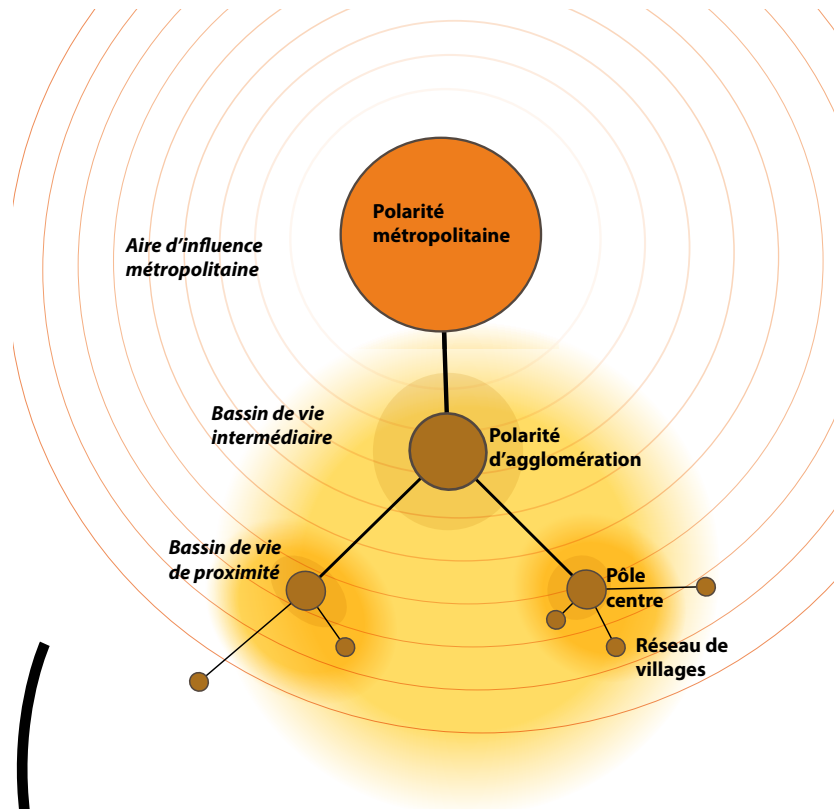 Polarité
métropolitaine
Aire d’influence
métropolitaine
Bassin de vie
intermédiaire
Polarité
d’agglomération
Bassin de vie
de proximité
Pôle
centre
Réseau de
villages